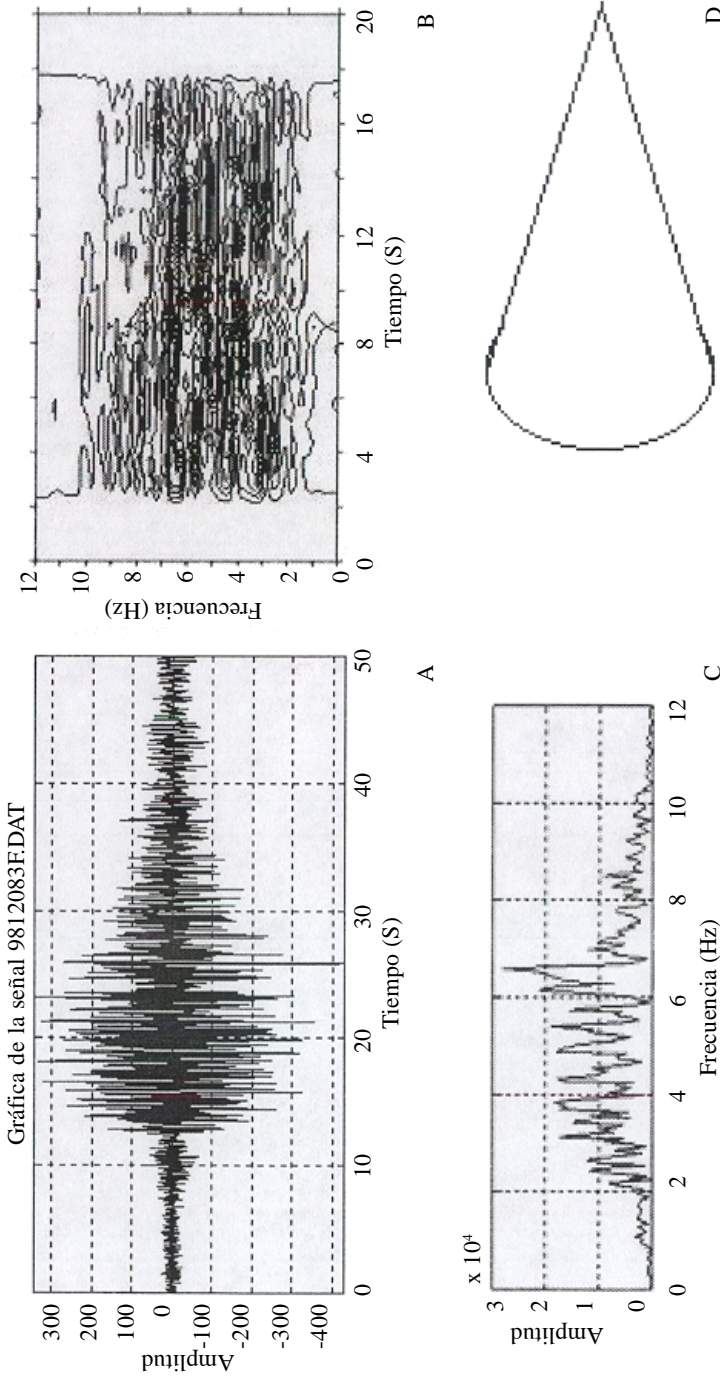 Gráfica de la señal 9812083F.DAT
300
200
100
0
-100
-200
-300
-400
Amplitud
0 10 20 30 40 50
Tiempo (S)
A
12
10
8
6
4
2
0
Frecuencia (Hz)
0 4 8 12 16 20
Tiempo (S)
B
x 10⁴
3
2
1
0
Amplitud
0 2 4 6 8 10 12
Frecuencia (Hz)
C
D